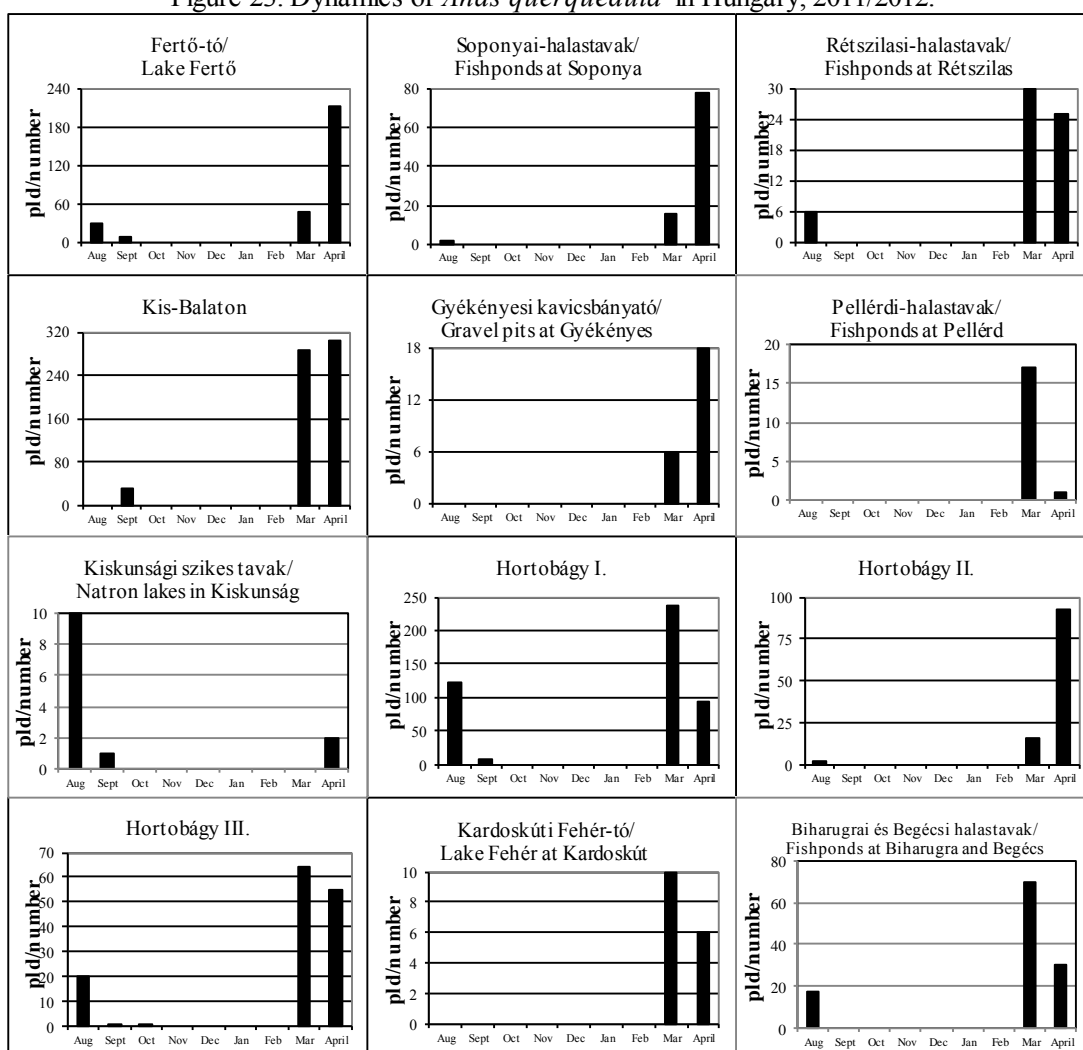 Figure Dynamics of Anas querquedula in Hungary, 2011/2012.
Fertő-tó/
Lake Fertő
pld/number
240
180
120
60
0
Aug Sept Oct Nov Dec Jan Feb Mar April
Soponyai-halastavak/
Fishponds at Soponya
pld/number
80
60
40
20
0
Aug Sept Oct Nov Dec Jan Feb Mar April
Rétszilasi-halastavak/
Fishponds at Rétszilas
pld/number
30
24
18
12
6
0
Aug Sept Oct Nov Dec Jan Feb Mar April
Kis-Balaton
pld/number
320
240
160
80
0
Aug Sept Oct Nov Dec Jan Feb Mar April
Gyékényesi kavicsbányató/
Gravel pits at Gyékényes
pld/number
18
12
6
0
Aug Sept Oct Nov Dec Jan Feb Mar April
Pellérdi-halastavak/
Fishponds at Pellérd
pld/number
20
15
10
5
0
Aug Sept Oct Nov Dec Jan Feb Mar April
Kiskunsági szikes tavak/
Natron lakes in Kiskunság
pld/number
10
8
6
4
2
0
Aug Sept Oct Nov Dec Jan Feb Mar April
Hortobágy I.
pld/number
250
200
150
100
50
0
Aug Sept Oct Nov Dec Jan Feb Mar April
Hortobágy II.
pld/number
100
75
50
25
0
Aug Sept Oct Nov Dec Jan Feb Mar April
Hortobágy III.
pld/number
70
60
50
40
30
20
10
0
Aug Sept Oct Nov Dec Jan Feb Mar April
Kardoskúti Fehér-tó/
Lake Fehér at Kardoskút
pld/number
10
8
6
4
2
0
Aug Sept Oct Nov Dec Jan Feb Mar April
Biharugrai és Begécsi halastavak/
Fishponds at Biharugra and Begécs
pld/number
80
60
40
20
0
Aug Sept Oct Nov Dec Jan Feb Mar April